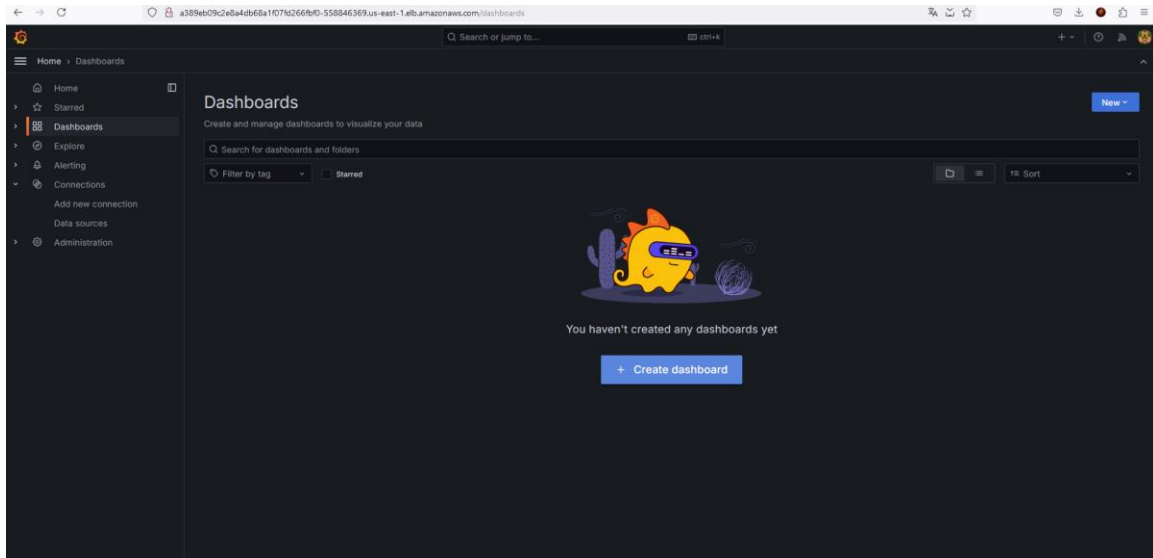 a389eb09c2e8a4db68a1f07fd266fbf0-558846369.us-east-1.elb.amazonaws.com/dashboards
Search or jump to...
ctrl+k
Home › Dashboards
Home
Starred
Dashboards
Explore
Alerting
Connections
Add new connection
Data sources
Administration
Dashboards
New
Create and manage dashboards to visualize your data
Search for dashboards and folders
Filter by tag
Starred
Sort
You haven't created any dashboards yet
+ Create dashboard